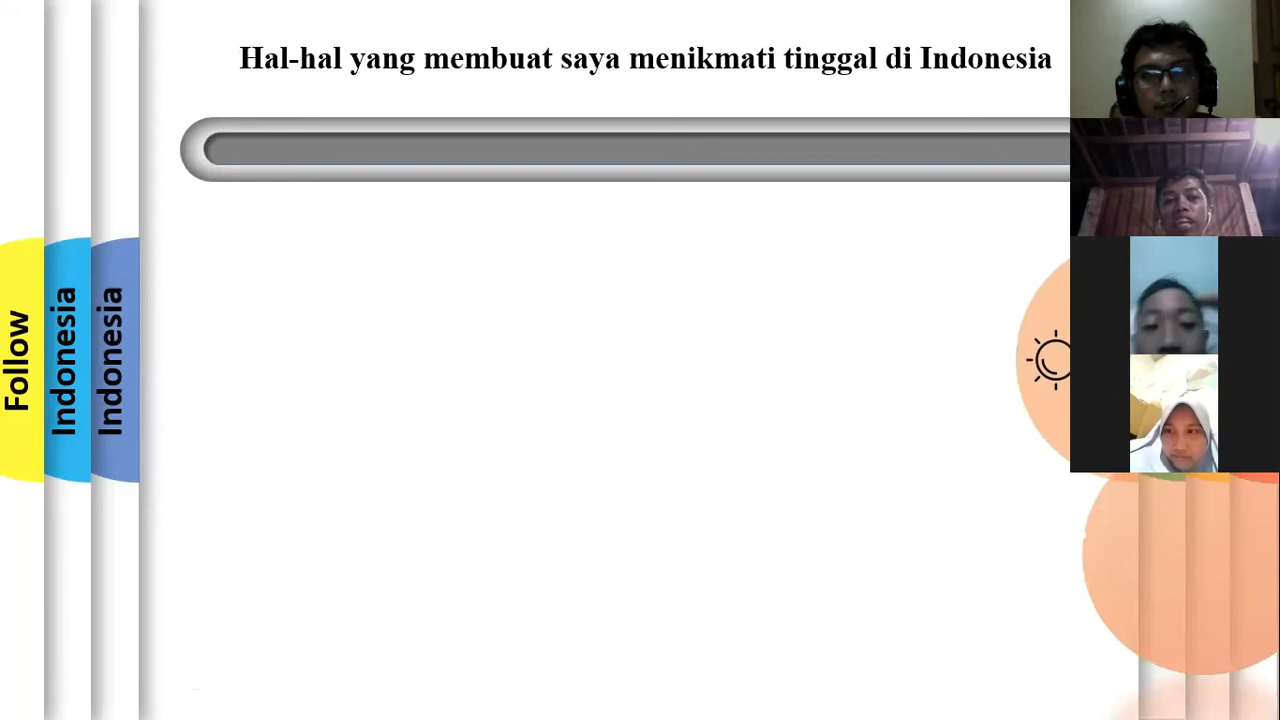 Hal-hal yang membuat saya menikmati tinggal di Indonesia
Follow
Indonesia
Indonesia